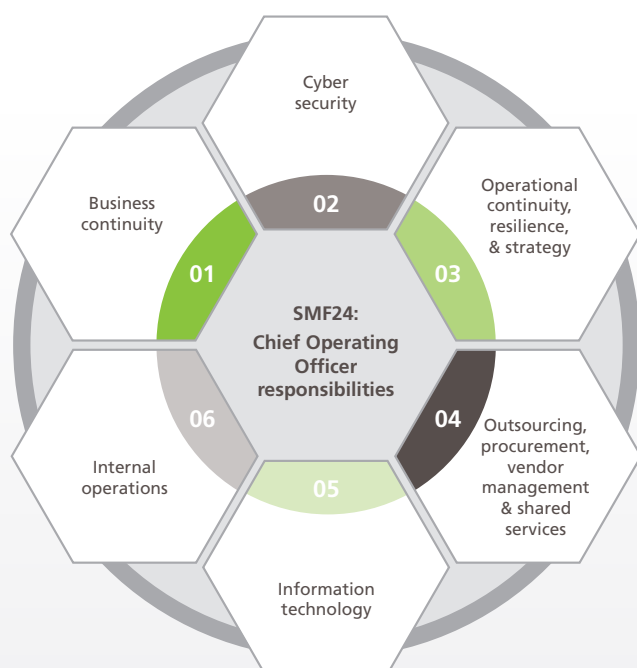 SMF24:
Chief Operating
Officer
responsibilities
01
Business
continuity
02
Cyber
security
03
Operational
continuity,
resilience,
& strategy
04
Outsourcing,
procurement,
vendor
management
& shared
services
05
Information
technology
06
Internal
operations